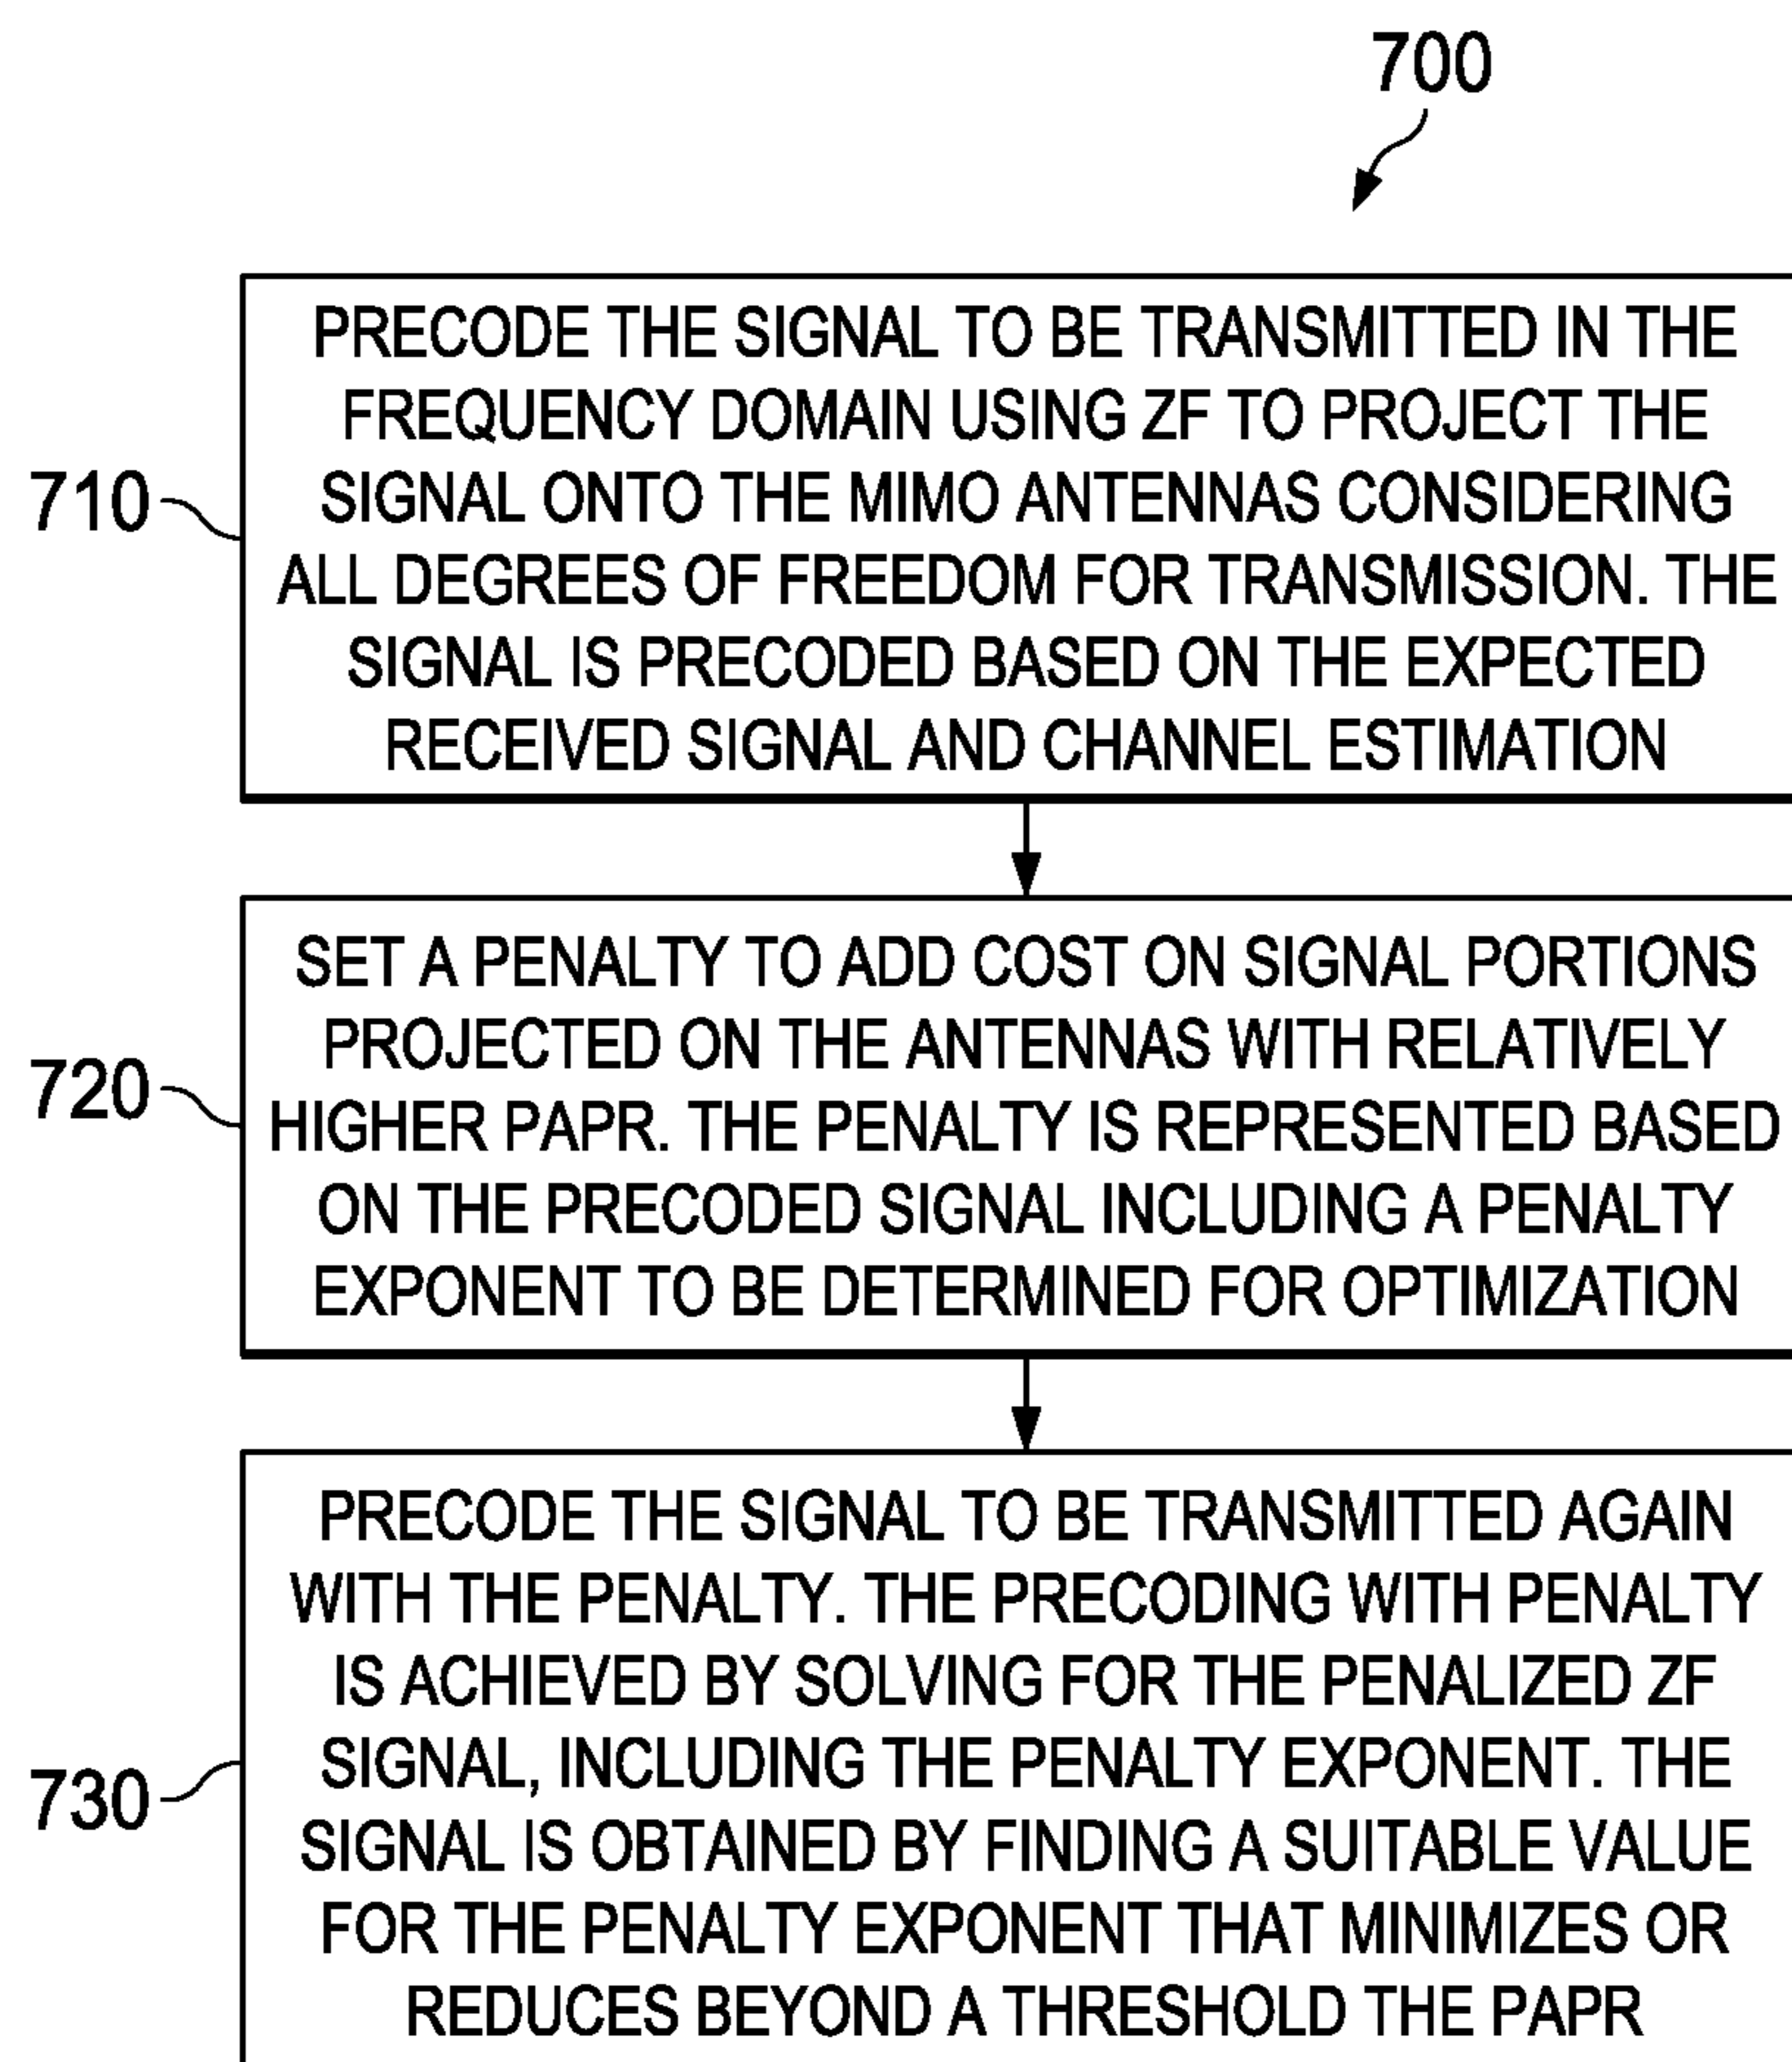 700
710
PRECODE THE SIGNAL TO BE TRANSMITTED IN THE
FREQUENCY DOMAIN USING ZF TO PROJECT THE
SIGNAL ONTO THE MIMO ANTENNAS CONSIDERING
ALL DEGREES OF FREEDOM FOR TRANSMISSION. THE
SIGNAL IS PRECODED BASED ON THE EXPECTED
RECEIVED SIGNAL AND CHANNEL ESTIMATION
720
SET A PENALTY TO ADD COST ON SIGNAL PORTIONS
PROJECTED ON THE ANTENNAS WITH RELATIVELY
HIGHER PAPR. THE PENALTY IS REPRESENTED BASED
ON THE PRECODED SIGNAL INCLUDING A PENALTY
EXPONENT TO BE DETERMINED FOR OPTIMIZATION
730
PRECODE THE SIGNAL TO BE TRANSMITTED AGAIN
WITH THE PENALTY. THE PRECODING WITH PENALTY
IS ACHIEVED BY SOLVING FOR THE PENALIZED ZF
SIGNAL, INCLUDING THE PENALTY EXPONENT. THE
SIGNAL IS OBTAINED BY FINDING A SUITABLE VALUE
FOR THE PENALTY EXPONENT THAT MINIMIZES OR
REDUCES BEYOND A THRESHOLD THE PAPR